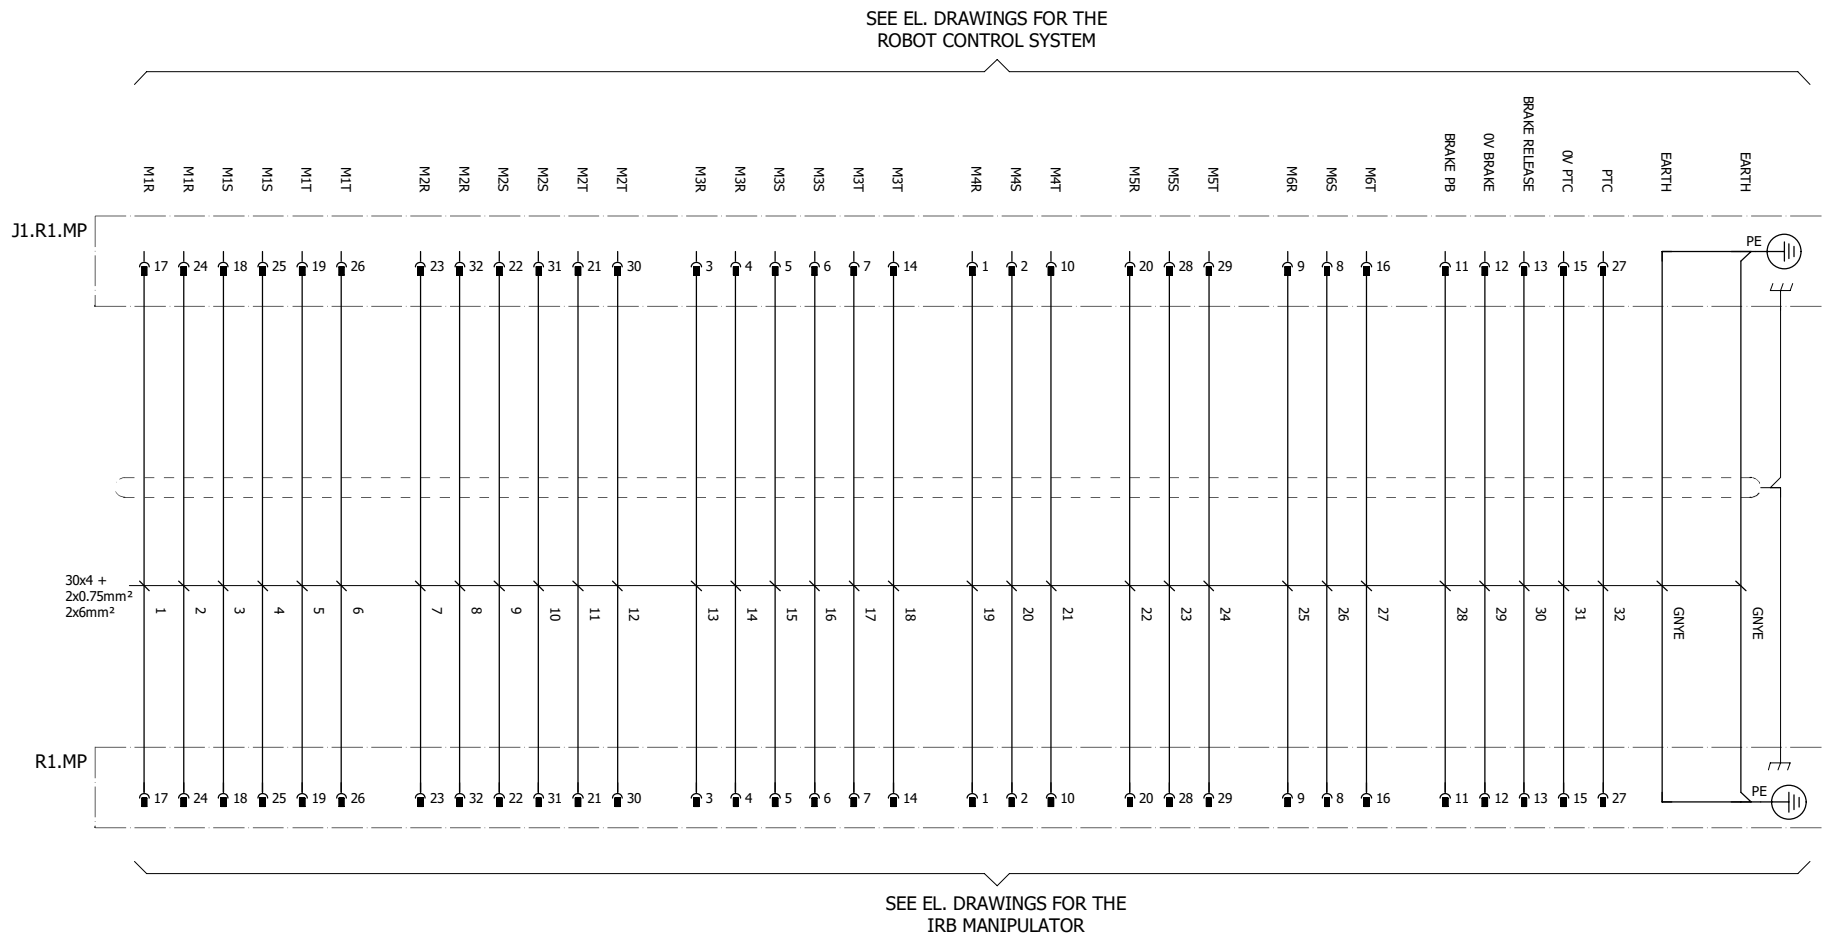 SEE EL. DRAWINGS FOR THE
ROBOT CONTROL SYSTEM
M1R M1R M1S M1S M1T M1T M2R M2R M2S M2S M2T M2T M3R M3R M3S M3S M3T M3T M4R M4S M4T M5R M5S M5T M6R M6S M6T BRAKE PB 0V BRAKE BRAKE RELEASE 0V PTC PTC EARTH EARTH
J1.R1.MP
PE
17 24 18 25 19 26 23 32 22 31 21 30 3 4 5 6 7 14 1 2 10 20 28 29 9 8 16 11 12 13 15 27
30x4 +
2x0.75mm²
2x6mm²
1 2 3 4 5 6 7 8 9 10 11 12 13 14 15 16 17 18 19 20 21 22 23 24 25 26 27 28 29 30 31 32 GNYE GNYE
R1.MP
17 24 18 25 19 26 23 32 22 31 21 30 3 4 5 6 7 14 1 2 10 20 28 29 9 8 16 11 12 13 15 27 PE
SEE EL. DRAWINGS FOR THE
IRB MANIPULATOR